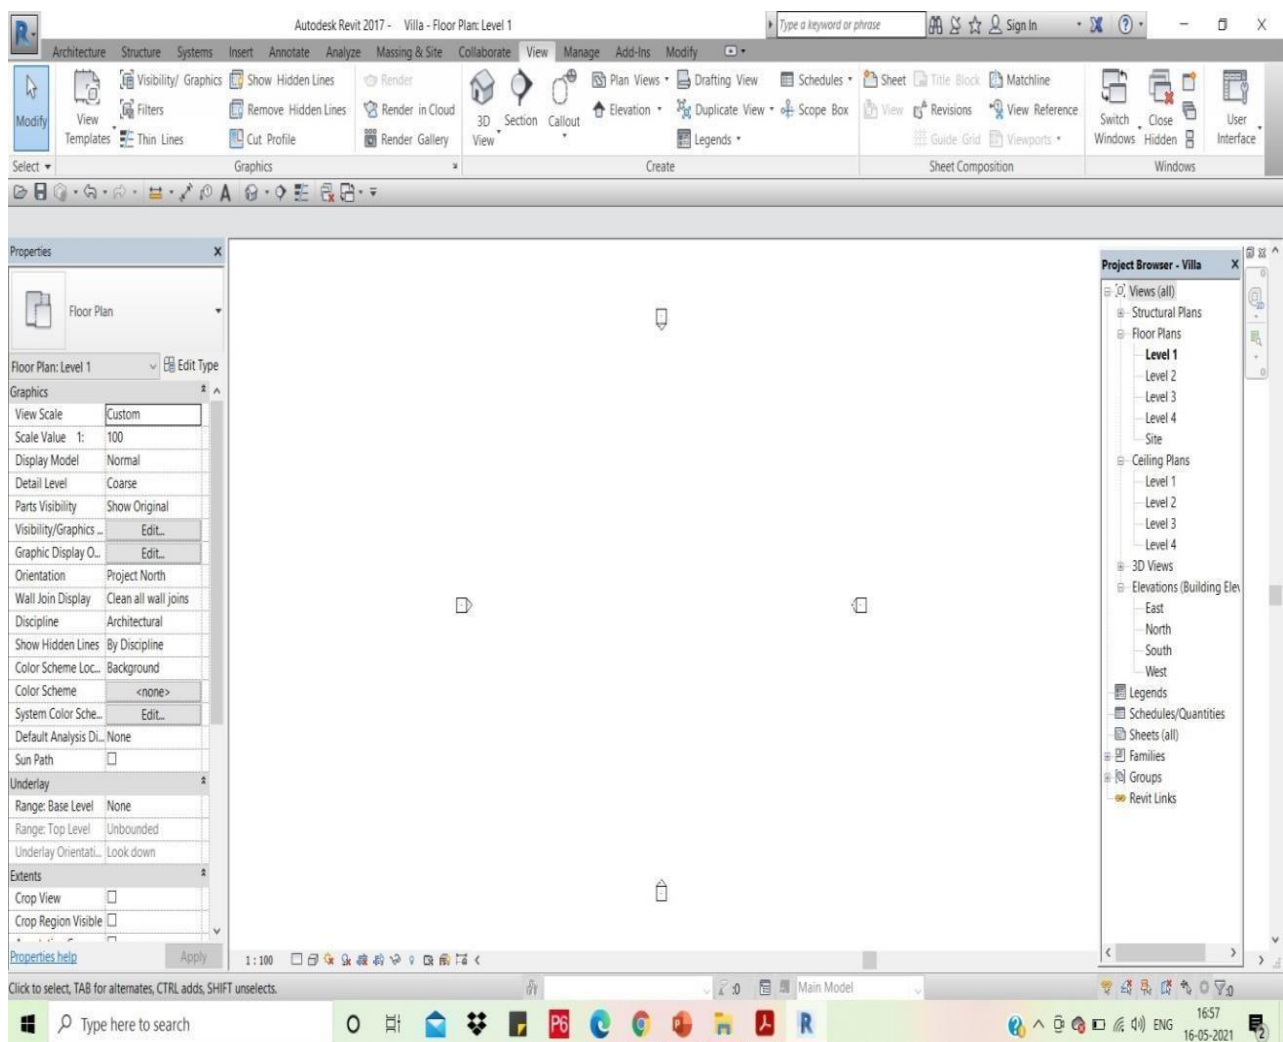 Autodesk Revit 2017 - Villa - Floor Plan: Level 1
Type a keyword or phrase
Sign In
Architecture Structure Systems Insert Annotate Analyze Massing & Site Collaborate View Manage Add-Ins Modify
Modify
View Templates
Visibility/ Graphics
Filters
Thin Lines
Show Hidden Lines
Remove Hidden Lines
Cut Profile
Render
Render in Cloud
Render Gallery
3D View
Section
Callout
Plan Views
Elevation
Drafting View
Duplicate View
Legends
Schedules
Scope Box
Sheet
View
Title Block
Revisions
Guide Grid
Matchline
View Reference
Viewports
Switch Windows
Close Hidden
User Interface
Select
Graphics
Create
Sheet Composition
Windows
Properties
Floor Plan
Floor Plan: Level 1
Edit Type
Graphics
View Scale Custom
Scale Value 1: 100
Display Model Normal
Detail Level Coarse
Parts Visibility Show Original
Visibility/Graphics ... Edit...
Graphic Display O... Edit...
Orientation Project North
Wall Join Display Clean all wall joins
Discipline Architectural
Show Hidden Lines By Discipline
Color Scheme Loc... Background
Color Scheme <none>
System Color Sche... Edit...
Default Analysis Di... None
Sun Path
Underlay
Range: Base Level None
Range: Top Level Unbounded
Underlay Orientati... Look down
Extents
Crop View
Crop Region Visible
Properties help
Apply
Project Browser - Villa
Views (all)
Structural Plans
Floor Plans
Level 1
Level 2
Level 3
Level 4
Site
Ceiling Plans
Level 1
Level 2
Level 3
Level 4
3D Views
Elevations (Building Elev
East
North
South
West
Legends
Schedules/Quantities
Sheets (all)
Families
Groups
Revit Links
1 : 100
Click to select, TAB for alternates, CTRL adds, SHIFT unselects.
:0
Main Model
:0
Type here to search
P6
ENG
16:57
16-05-2021
2